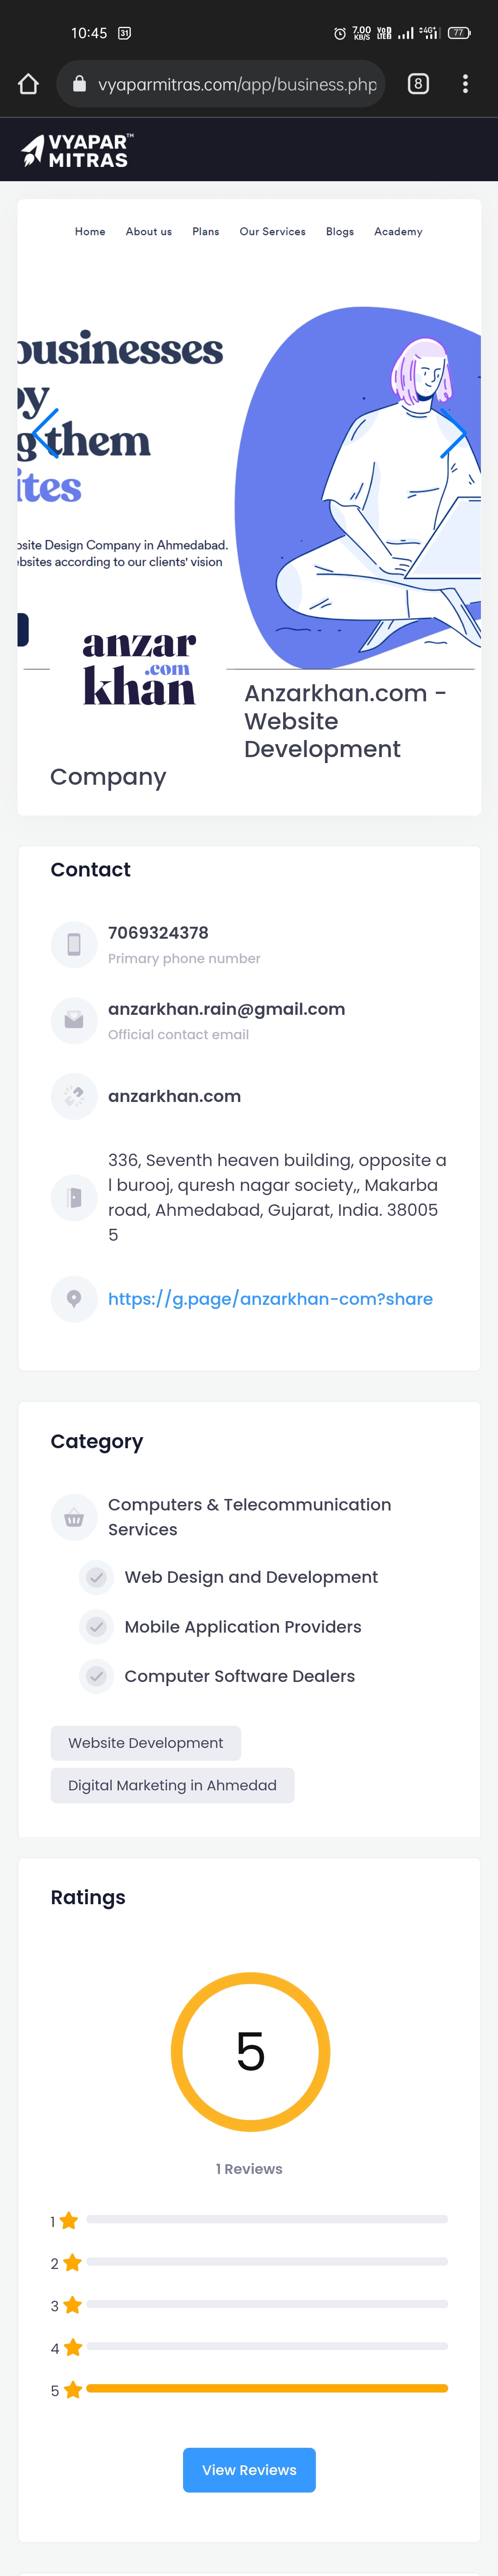 10:45 31 7.00 KB/S VoD LTE 4G+ 77
vyaparmitras.com/app/business.php 8
VYAPAR™
MITRAS
Home About us Plans Our Services Blogs Academy
businesses
by
g them
ites
bsite Design Company in Ahmedabad.
ebsites according to our clients' vision
anzar
.com
khan
Anzarkhan.com -
Website
Development
Company
Contact
7069324378
Primary phone number
anzarkhan.rain@gmail.com
Official contact email
anzarkhan.com
336, Seventh heaven building, opposite a
l burooj, quresh nagar society,, Makarba
road, Ahmedabad, Gujarat, India. 38005
5
https://g.page/anzarkhan-com?share
Category
Computers & Telecommunication
Services
Web Design and Development
Mobile Application Providers
Computer Software Dealers
Website Development
Digital Marketing in Ahmedad
Ratings
5
1 Reviews
1
2
3
4
5
View Reviews